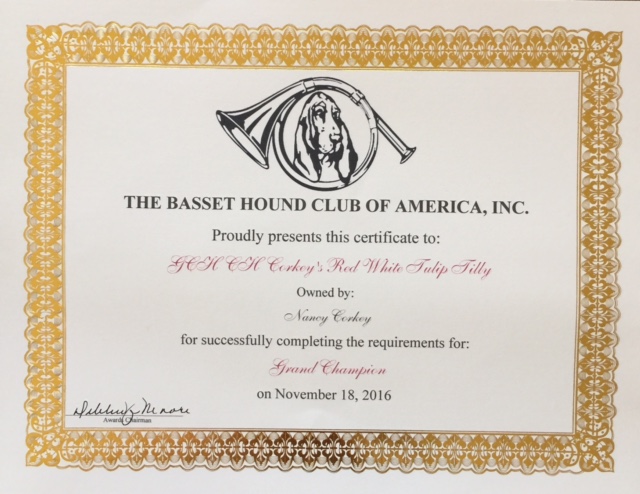 THE BASSET HOUND CLUB OF AMERICA, INC.
Proudly presents this certificate to:
GCH CH Corkey's Red White Tulip Tilly
Owned by:
Nancy Corkey
for successfully completing the requirements for:
Grand Champion
on November 18, 2016
Awards Chairman